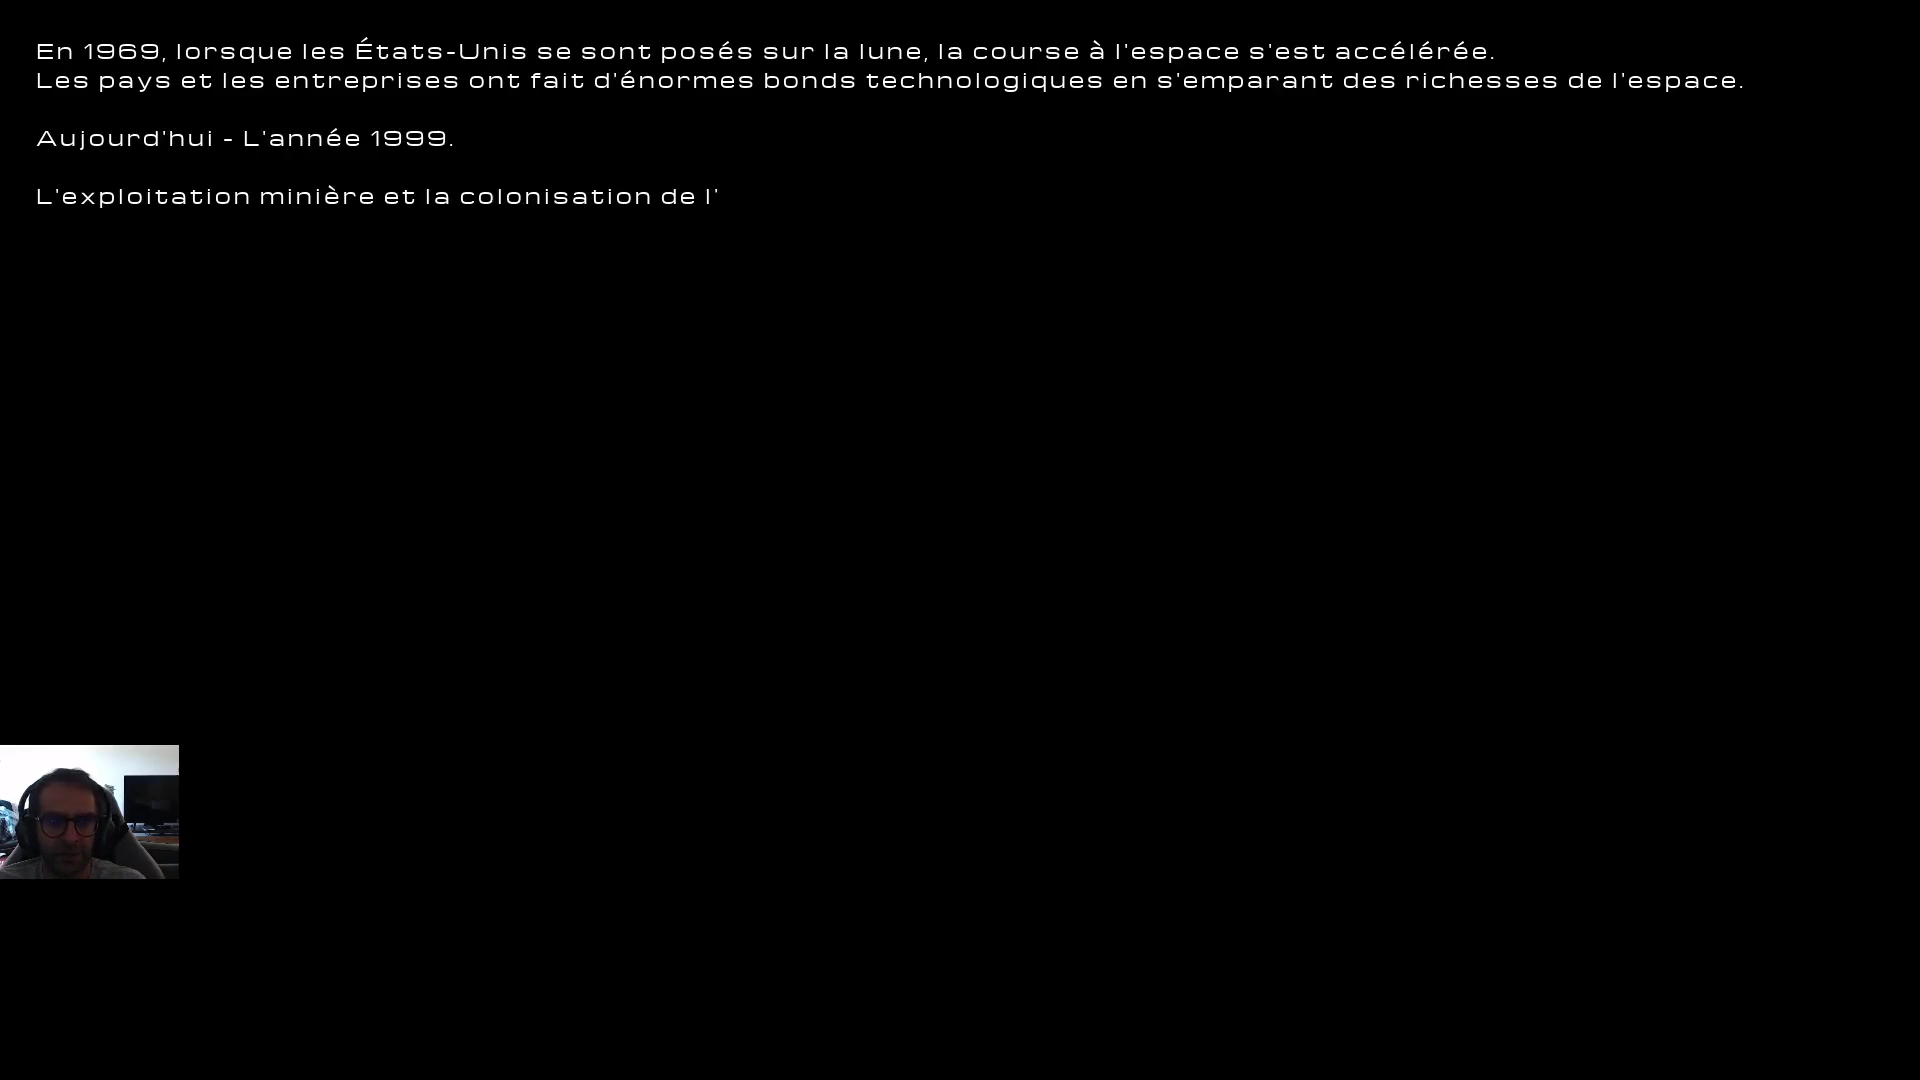 En 1969, lorsque les États-Unis se sont posés sur la lune, la course à l'espace s'est accélérée.
Les pays et les entreprises ont fait d'énormes bonds technologiques en s'emparant des richesses de l'espace.
Aujourd'hui - L'année 1999.
L'exploitation minière et la colonisation de l'